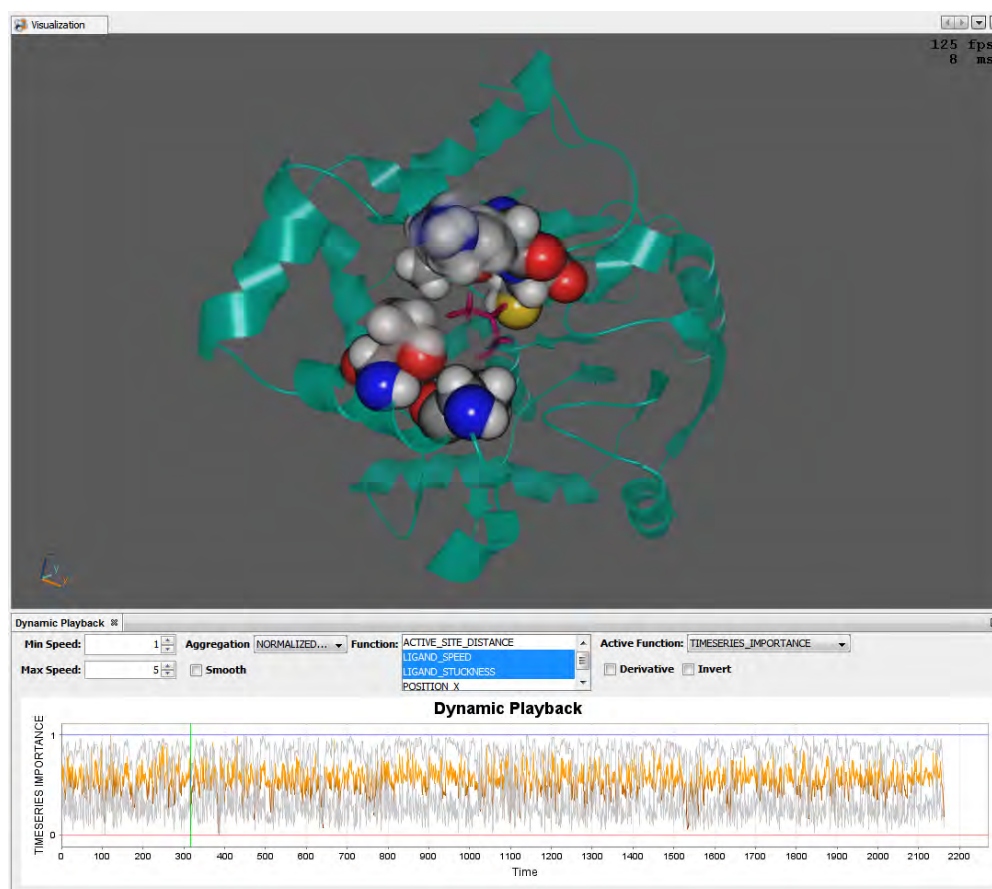 Visualization
125 fps
8 ms
Y
Dynamic Playback
Min Speed: 1 Aggregation NORMALIZED... Function: ACTIVE_SITE_DISTANCE Active Function: TIMESERIES_IMPORTANCE
LIGAND_SPEED
Max Speed: 5 Smooth LIGAND_STUCKNESS Derivative Invert
POSITION_X
Dynamic Playback
TIMESERIES IMPORTANCE
1
0
0 100 200 300 400 500 600 700 800 900 1000 1100 1200 1300 1400 1500 1600 1700 1800 1900 2000 2100 2200
Time